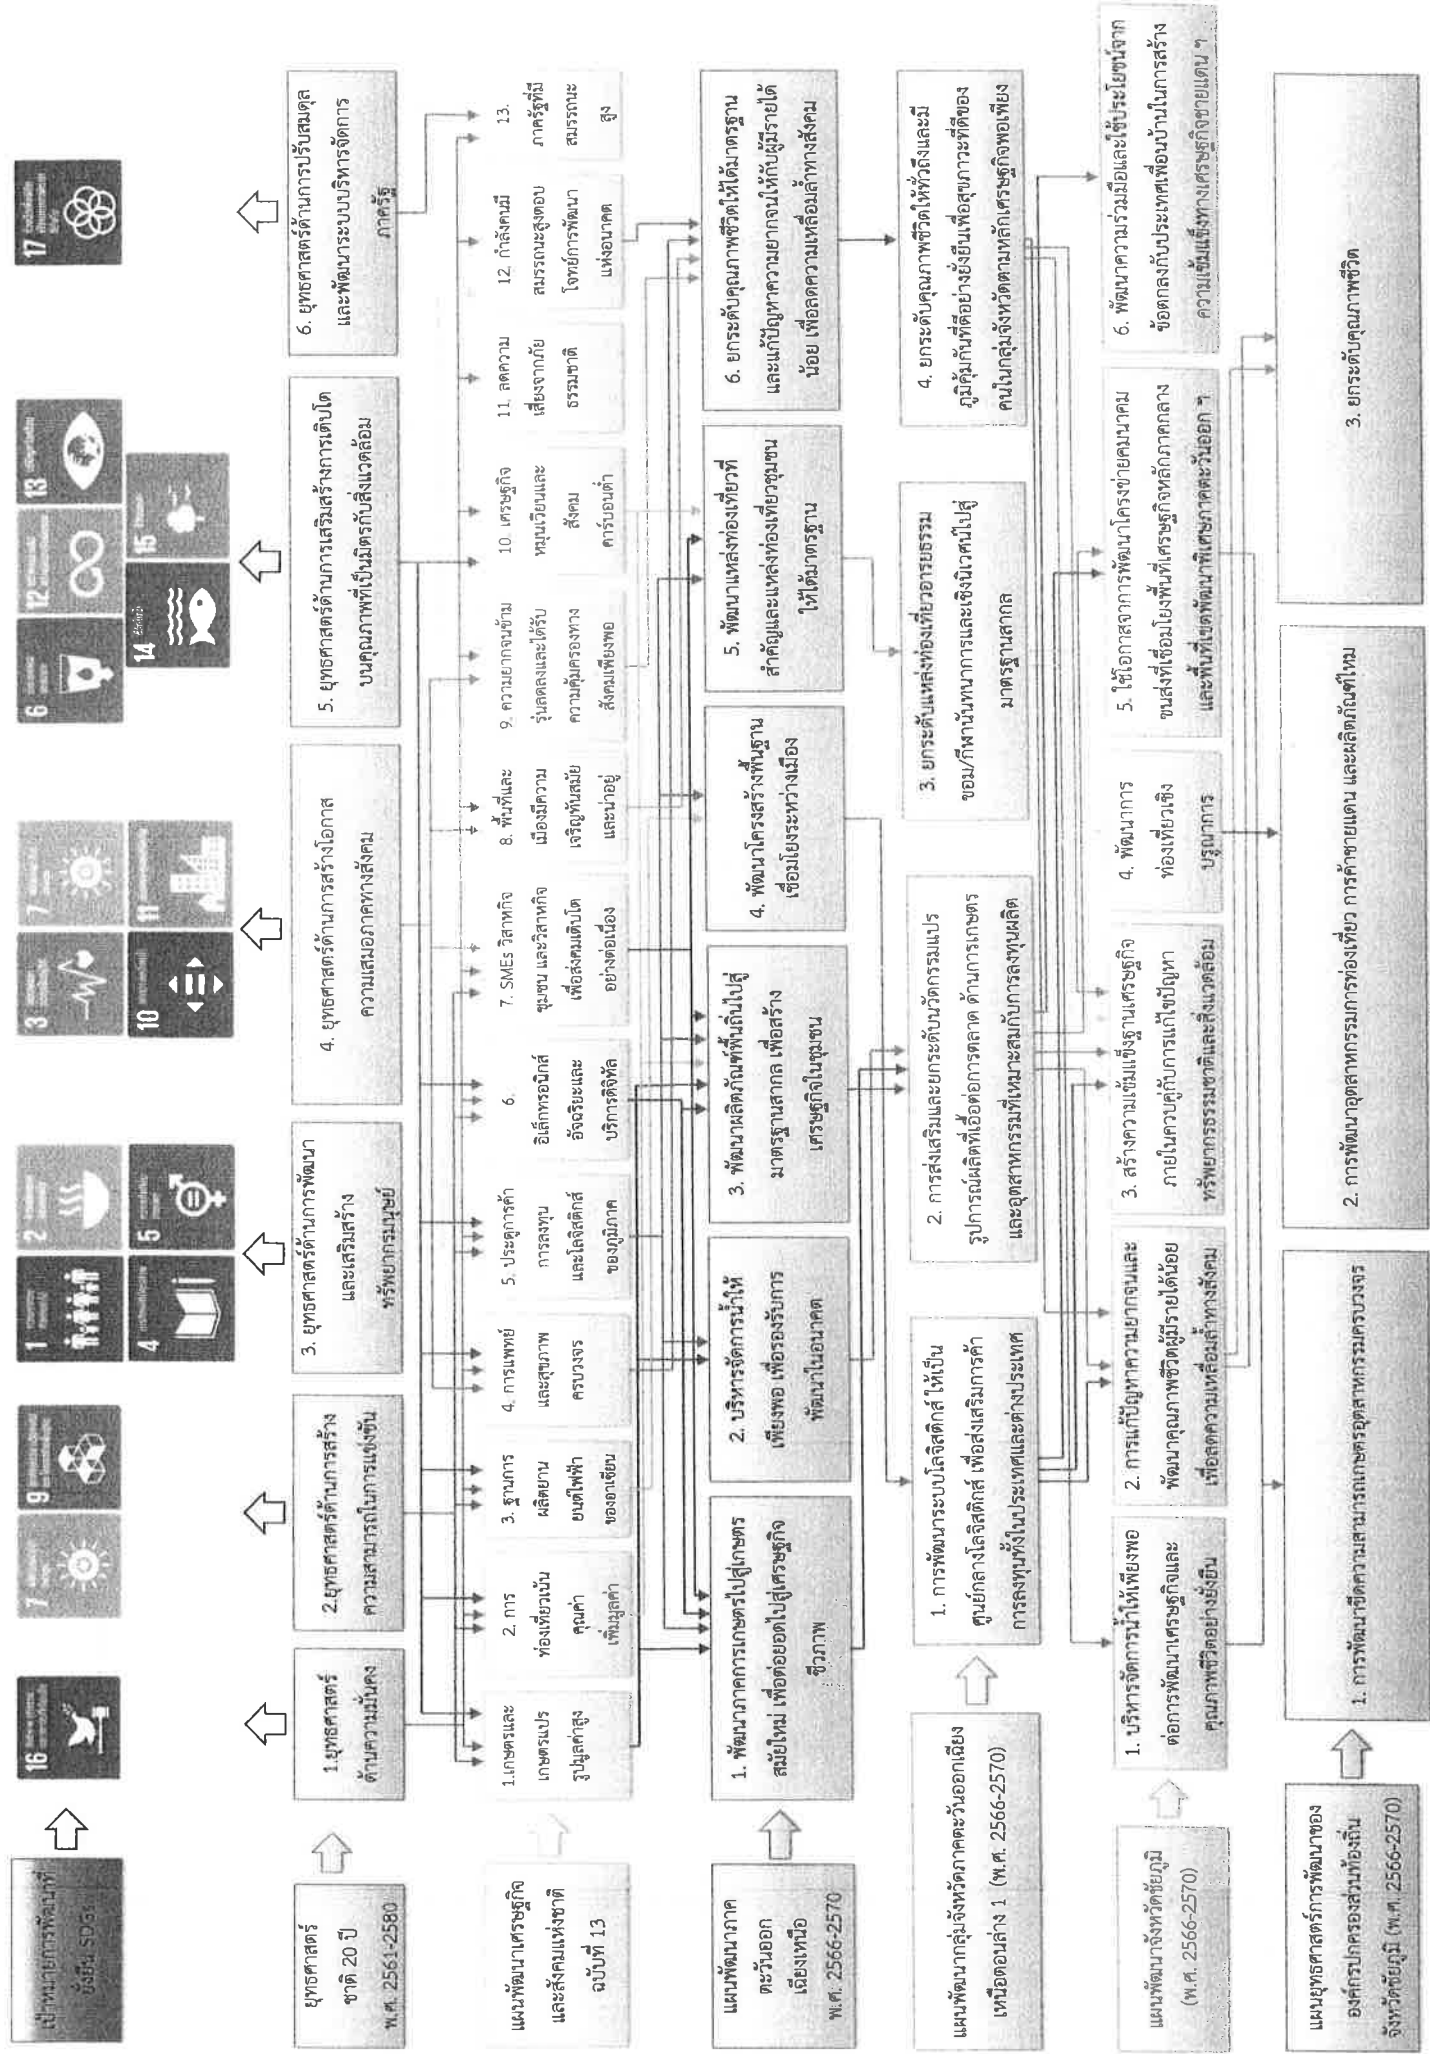 เป้าหมายการพัฒนาที่
ยั่งยืน SDGs
16
7
9
1
2
4
5
3
7
10
11
6
12
13
14
15
17
ยุทธศาสตร์
ชาติ 20 ปี
พ.ศ. 2561-2580
1.ยุทธศาสตร์
ด้านความมั่นคง
2.ยุทธศาสตร์ด้านการสร้าง
ความสามารถในการแข่งขัน
3. ยุทธศาสตร์ด้านการพัฒนา
และเสริมสร้าง
ทรัพยากรมนุษย์
4. ยุทธศาสตร์ด้านการสร้างโอกาส
ความเสมอภาคทางสังคม
5. ยุทธศาสตร์ด้านการเสริมสร้างการเติบโต
บนคุณภาพที่เป็นมิตรกับสิ่งแวดล้อม
6. ยุทธศาสตร์ด้านการปรับสมดุล
และพัฒนาระบบบริหารจัดการ
ภาครัฐ
แผนพัฒนาเศรษฐกิจ
และสังคมแห่งชาติ
ฉบับที่ 13
1.เกษตรและ
เกษตรแปร
รูปมูลค่าสูง
2. การ
ท่องเที่ยวเน้น
คุณค่า
เพิ่มมูลค่า
3. ฐานการ
ผลิตยาน
ยนต์ไฟฟ้า
ของอาเซียน
4. การแพทย์
และสุขภาพ
ครบวงจร
5. ประตูการค้า
การลงทุน
และโลจิสติกส์
ของภูมิภาค
6.
อิเล็กทรอนิกส์
อัจฉริยะและ
บริการดิจิทัล
7. SMEs วิสาหกิจ
ชุมชน และวิสาหกิจ
เพื่อสังคมเติบโต
อย่างต่อเนื่อง
8. พื้นที่และ
เมืองมีความ
เจริญทันสมัย
และน่าอยู่
9. ความยากจนข้าม
รุ่นลดลงและได้รับ
ความคุ้มครองทาง
สังคมเพียงพอ
10. เศรษฐกิจ
หมุนเวียนและ
สังคม
คาร์บอนต่ำ
11. ลดความ
เสี่ยงจากภัย
ธรรมชาติ
12. กำลังคนมี
สมรรถนะสูงตอบ
โจทย์การพัฒนา
แห่งอนาคต
13.
ภาครัฐที่มี
สมรรถนะ
สูง
แผนพัฒนาภาค
ตะวันออก
เฉียงเหนือ
พ.ศ. 2566-2570
1. พัฒนาภาคการเกษตรไปสู่เกษตร
สมัยใหม่ เพื่อต่อยอดไปสู่เศรษฐกิจ
ชีวภาพ
2. บริหารจัดการน้ำให้
เพียงพอ เพื่อรองรับการ
พัฒนาในอนาคต
3. พัฒนาผลิตภัณฑ์พื้นถิ่นไปสู่
มาตรฐานสากล เพื่อสร้าง
เศรษฐกิจในชุมชน
4. พัฒนาโครงสร้างพื้นฐาน
เชื่อมโยงระหว่างเมือง
5. พัฒนาแหล่งท่องเที่ยวที่
สำคัญและแหล่งท่องเที่ยวชุมชน
ให้ได้มาตรฐาน
6. ยกระดับคุณภาพชีวิตให้ได้มาตรฐาน
และแก้ปัญหาความยากจนให้กับผู้มีรายได้
น้อย เพื่อลดความเหลื่อมล้ำทางสังคม
แผนพัฒนากลุ่มจังหวัดภาคตะวันออกเฉียง
เหนือตอนล่าง 1 (พ.ศ. 2566-2570)
1. การพัฒนาระบบโลจิสติกส์ ให้เป็น
ศูนย์กลางโลจิสติกส์ เพื่อส่งเสริมการค้า
การลงทุนทั้งในประเทศและต่างประเทศ
2. การส่งเสริมและยกระดับนวัตกรรมแปร
รูปการณ์ผลิตที่เอื้อต่อการตลาด ด้านการเกษตร
และอุตสาหกรรมที่เหมาะสมกับการลงทุนผลิต
3. ยกระดับแหล่งท่องเที่ยวอารยธรรม
ขอม/กีฬานันทนาการและเชิงนิเวศน์ไปสู่
มาตรฐานสากล
4. ยกระดับคุณภาพชีวิตให้ทั่วถึงและมี
ภูมิคุ้มกันที่ดีอย่างยั่งยืนเพื่อสุขภาวะที่ดีของ
คนในกลุ่มจังหวัดตามหลักเศรษฐกิจพอเพียง
แผนพัฒนาจังหวัดชัยภูมิ
(พ.ศ. 2566-2570)
1. บริหารจัดการน้ำให้เพียงพอ
ต่อการพัฒนาเศรษฐกิจและ
คุณภาพชีวิตอย่างยั่งยืน
2. การแก้ปัญหาความยากจนและ
พัฒนาคุณภาพชีวิตผู้มีรายได้น้อย
เพื่อลดความเหลื่อมล้ำทางสังคม
3. สร้างความเข้มแข็งฐานเศรษฐกิจ
ภายในควบคู่กับการแก้ไขปัญหา
ทรัพยากรธรรมชาติและสิ่งแวดล้อม
4. พัฒนาการ
ท่องเที่ยวเชิง
บูรณาการ
5. ใช้โอกาสจาการพัฒนาโครงข่ายคมนาคม
ขนส่งที่เชื่อมโยงพื้นที่เศรษฐกิจหลักภาคกลาง
และพื้นที่เขตพัฒนาพิเศษภาคตะวันออก ฯ
6. พัฒนาความร่วมมือและใช้ประโยชน์จาก
ข้อตกลงกับประเทศเพื่อนบ้านในการสร้าง
ความเข้มแข็งทางเศรษฐกิจชายแดน ฯ
แผนยุทธศาสตร์การพัฒนาของ
องค์กรปกครองส่วนท้องถิ่น
จังหวัดชัยภูมิ (พ.ศ. 2566-2570)
1. การพัฒนาขีดความสามารถเกษตรอุตสาหกรรมครบวงจร
2. การพัฒนาอุตสาหกรรมการท่องเที่ยว การค้าชายแดน และผลิตภัณฑ์ใหม
3. ยกระดับคุณภาพชีวิต